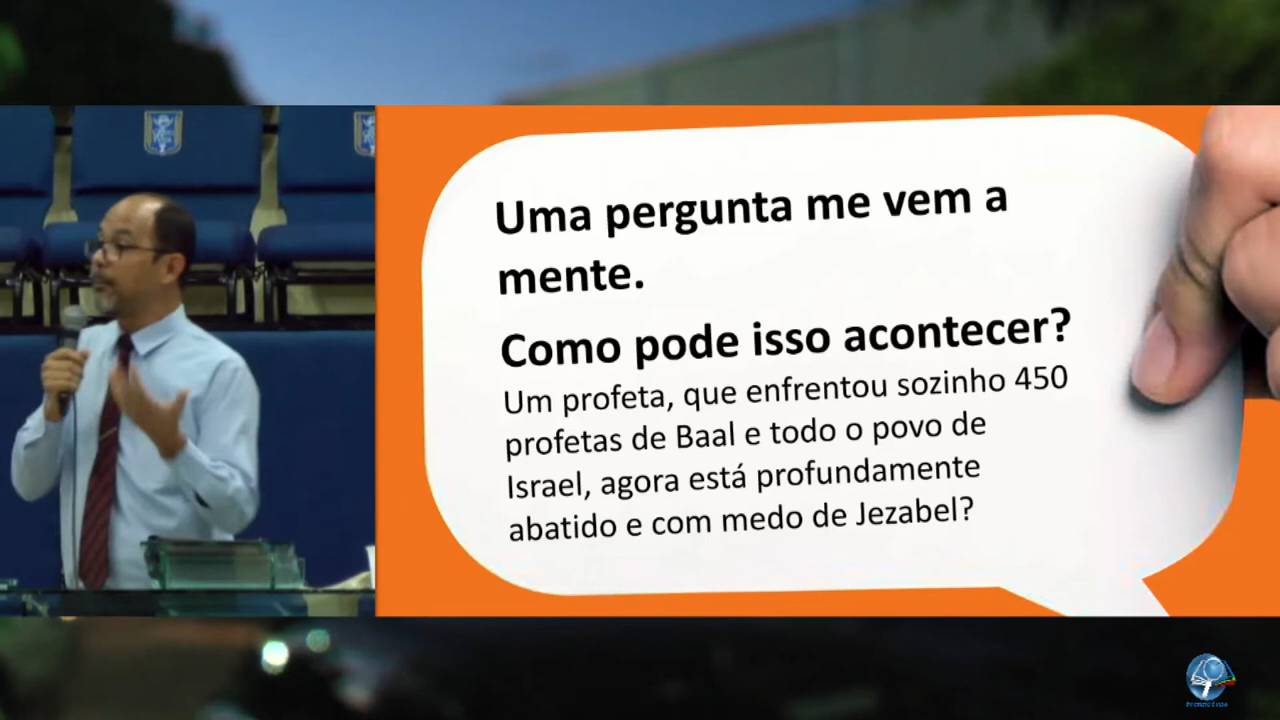 Uma pergunta me vem a
mente.
Como pode isso acontecer?
Um profeta, que enfrentou sozinho 450
profetas de Baal e todo o povo de
Israel, agora está profundamente
abatido e com medo de Jezabel?